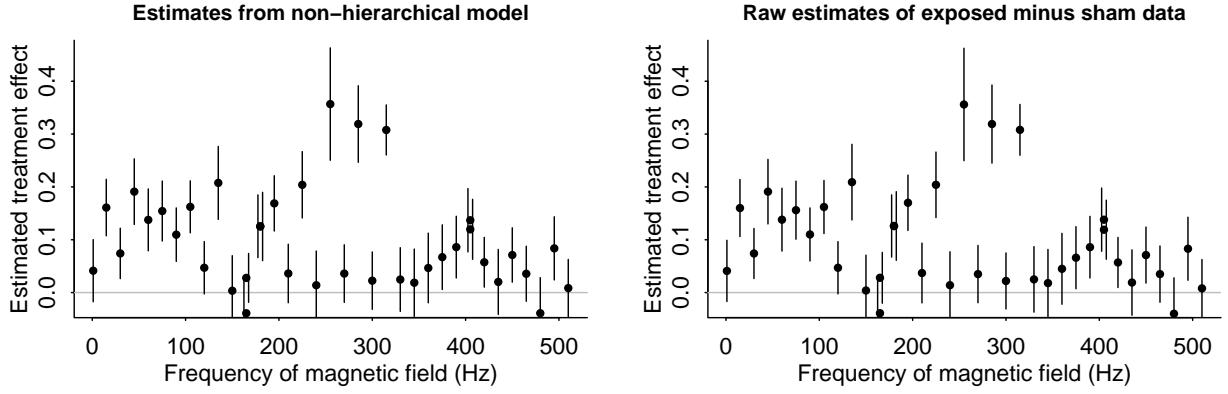 Estimates from non−hierarchical model
Estimated treatment effect
0.0 0.1 0.2 0.3 0.4
0 100 200 300 400 500
Frequency of magnetic field (Hz)
Raw estimates of exposed minus sham data
Estimated treatment effect
0.0 0.1 0.2 0.3 0.4
0 100 200 300 400 500
Frequency of magnetic field (Hz)